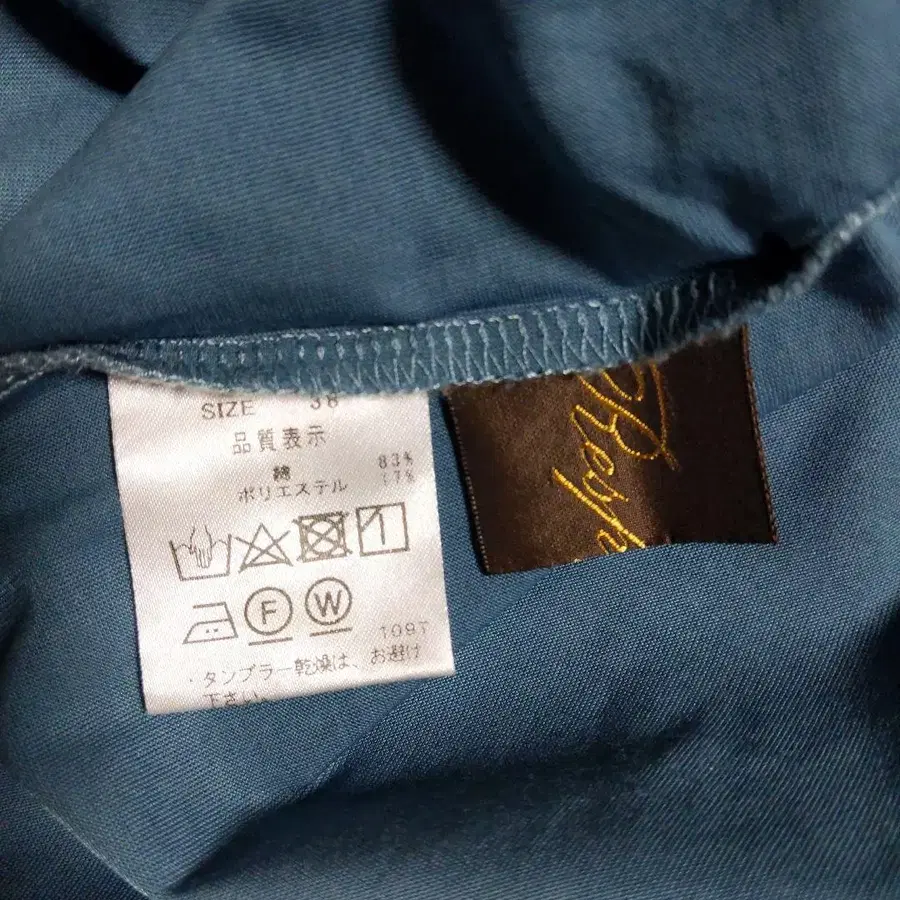 SIZE 38
品質表示
綿 83%
ポリエステル 17%
F W
109T
・タンブラー乾燥は、お避け
下さい。